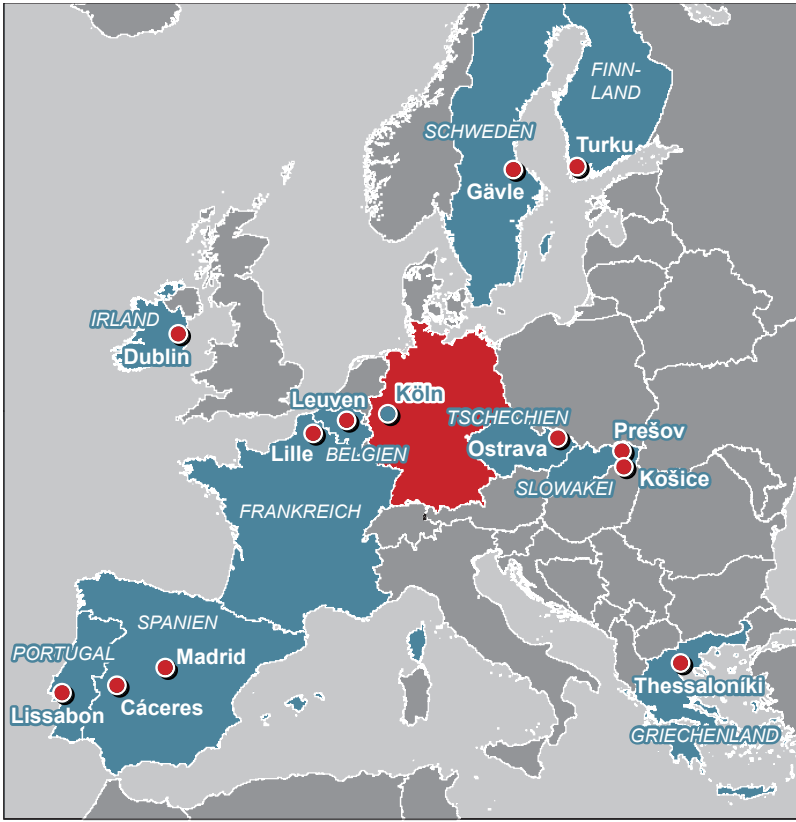 FINN-
LAND
SCHWEDEN
Turku
Gävle
IRLAND
Dublin
Leuven
Köln
TSCHECHIEN
Prešov
Lille
BELGIEN
Ostrava
Košice
SLOWAKEI
FRANKREICH
SPANIEN
PORTUGAL
Madrid
Lissabon
Cáceres
Thessaloníki
GRIECHENLAND